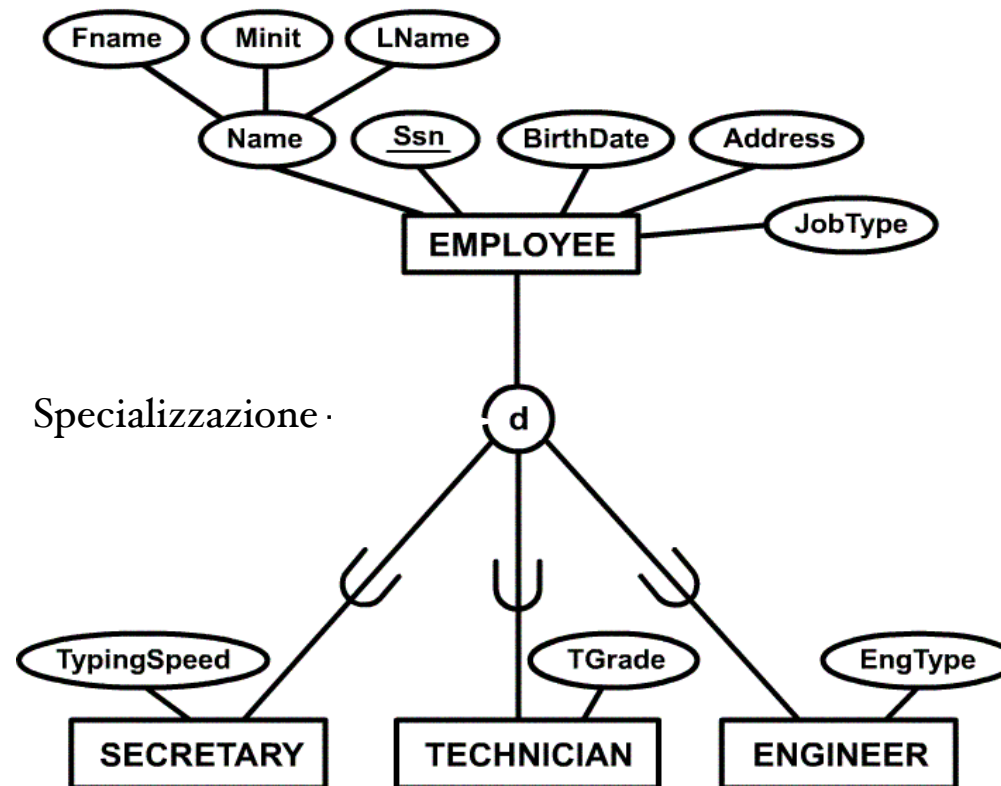 Fname Minit LName
Name Ssn BirthDate Address
JobType
EMPLOYEE
Specializzazione
d
TypingSpeed TGrade EngType
SECRETARY TECHNICIAN ENGINEER